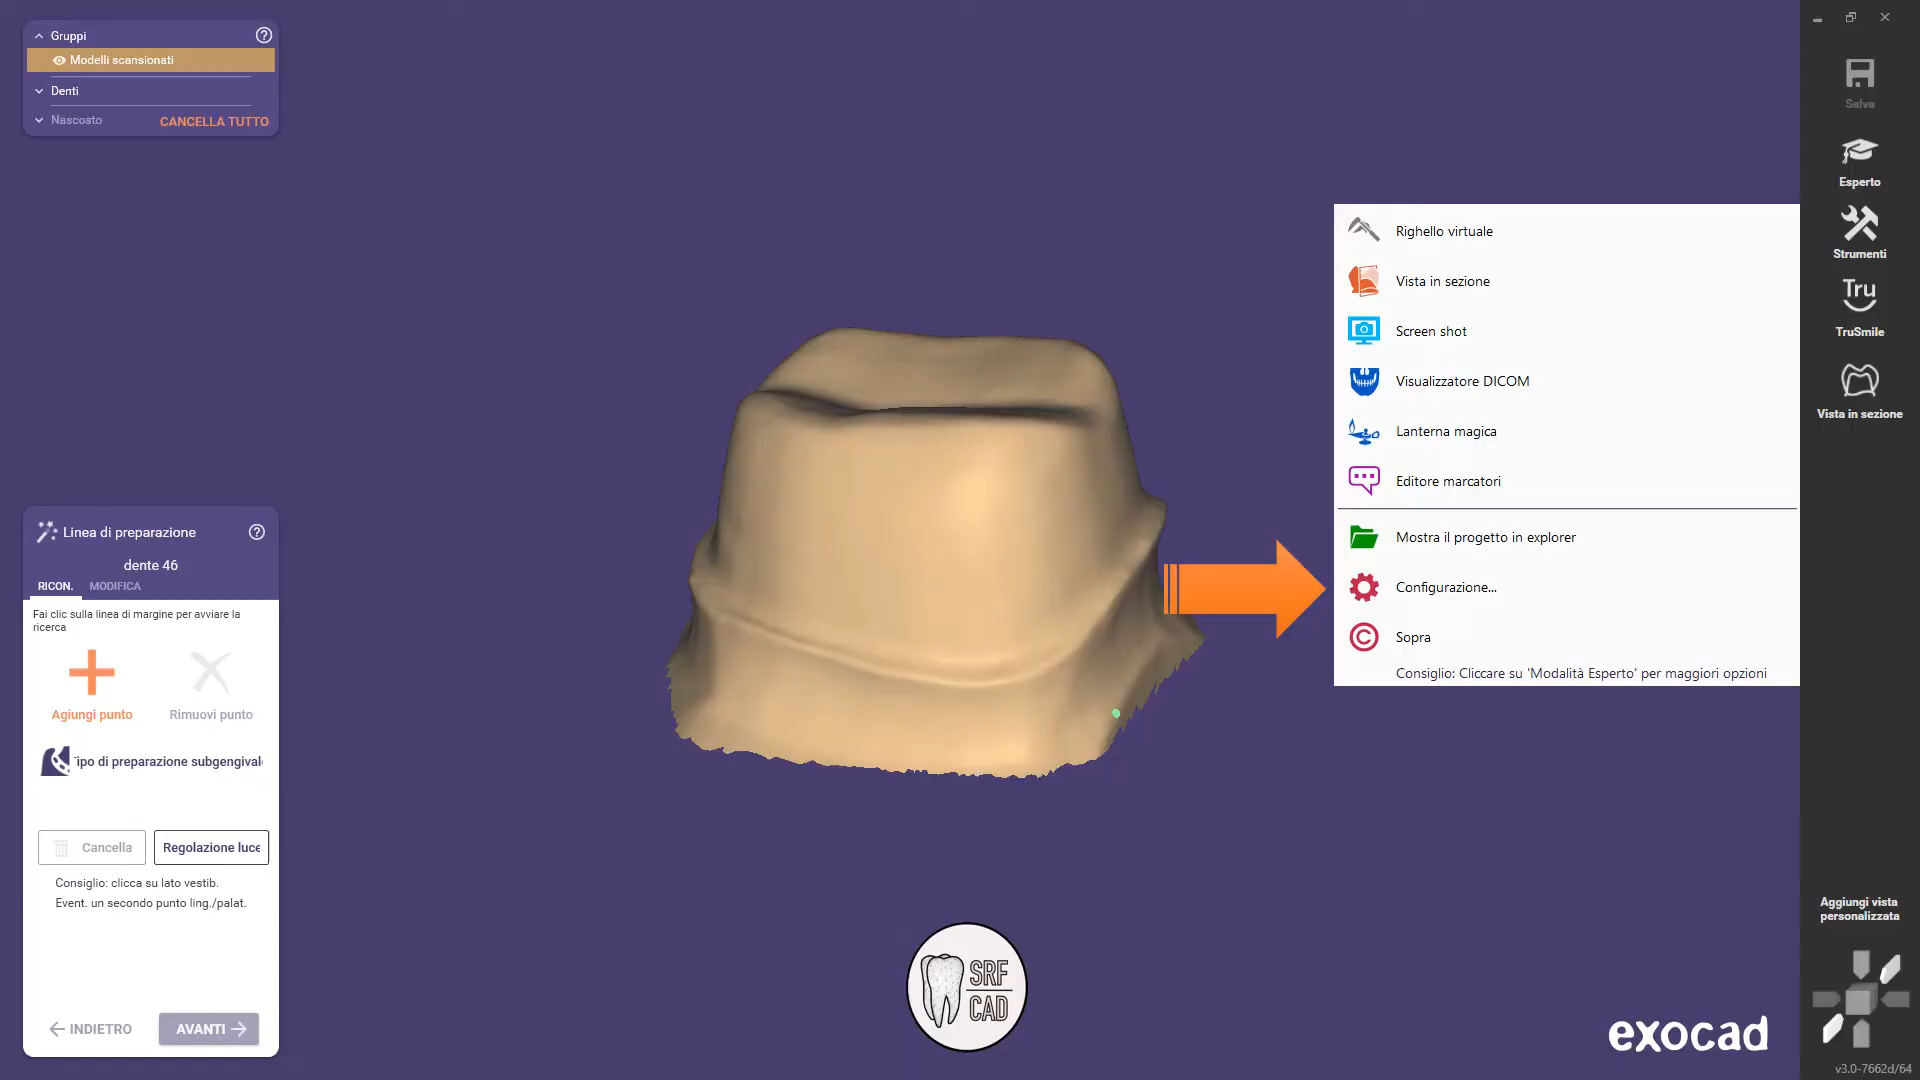 Gruppi
Modelli scansionati
Denti
Nascosto
CANCELLA TUTTO
Linea di preparazione
dente 46
RICON.
MODIFICA
Fai clic sulla linea di margine per avviare la
ricerca
Agiungi punto
Rimuovi punto
ipo di preparazione subgengival
Cancella
Regolazione luce
Consiglio: clicca su lato vestib.
Event. un secondo punto ling./palat.
INDIETRO
AVANTI
SRF
CAD
Righello virtuale
Vista in sezione
Screen shot
Visualizzatore DICOM
Lanterna magica
Editore marcatori
Mostra il progetto in explorer
Configurazione...
Sopra
Consiglio: Cliccare su 'Modalità Esperto' per maggiori opzioni
Salva
Esperto
Strumenti
Tru
TruSmile
Vista in sezione
Aggiungi vista
personalizzata
exocad
v3.0-7662d/64